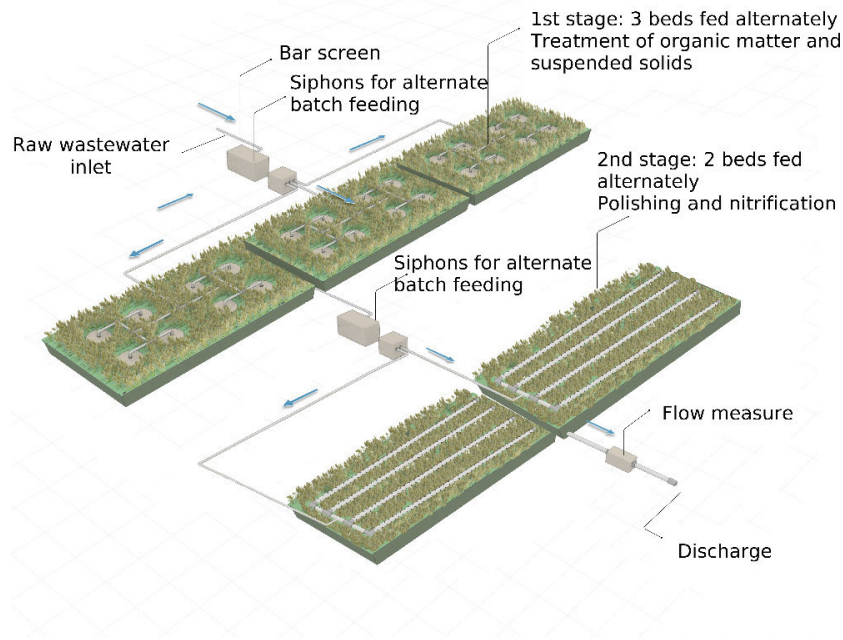 1st stage: 3 beds fed alternately
Treatment of organic matter and
suspended solids
Bar screen
Siphons for alternate
batch feeding
Raw wastewater
inlet
2nd stage: 2 beds fed
alternately
Polishing and nitrification
Siphons for alternate
batch feeding
Flow measure
Discharge